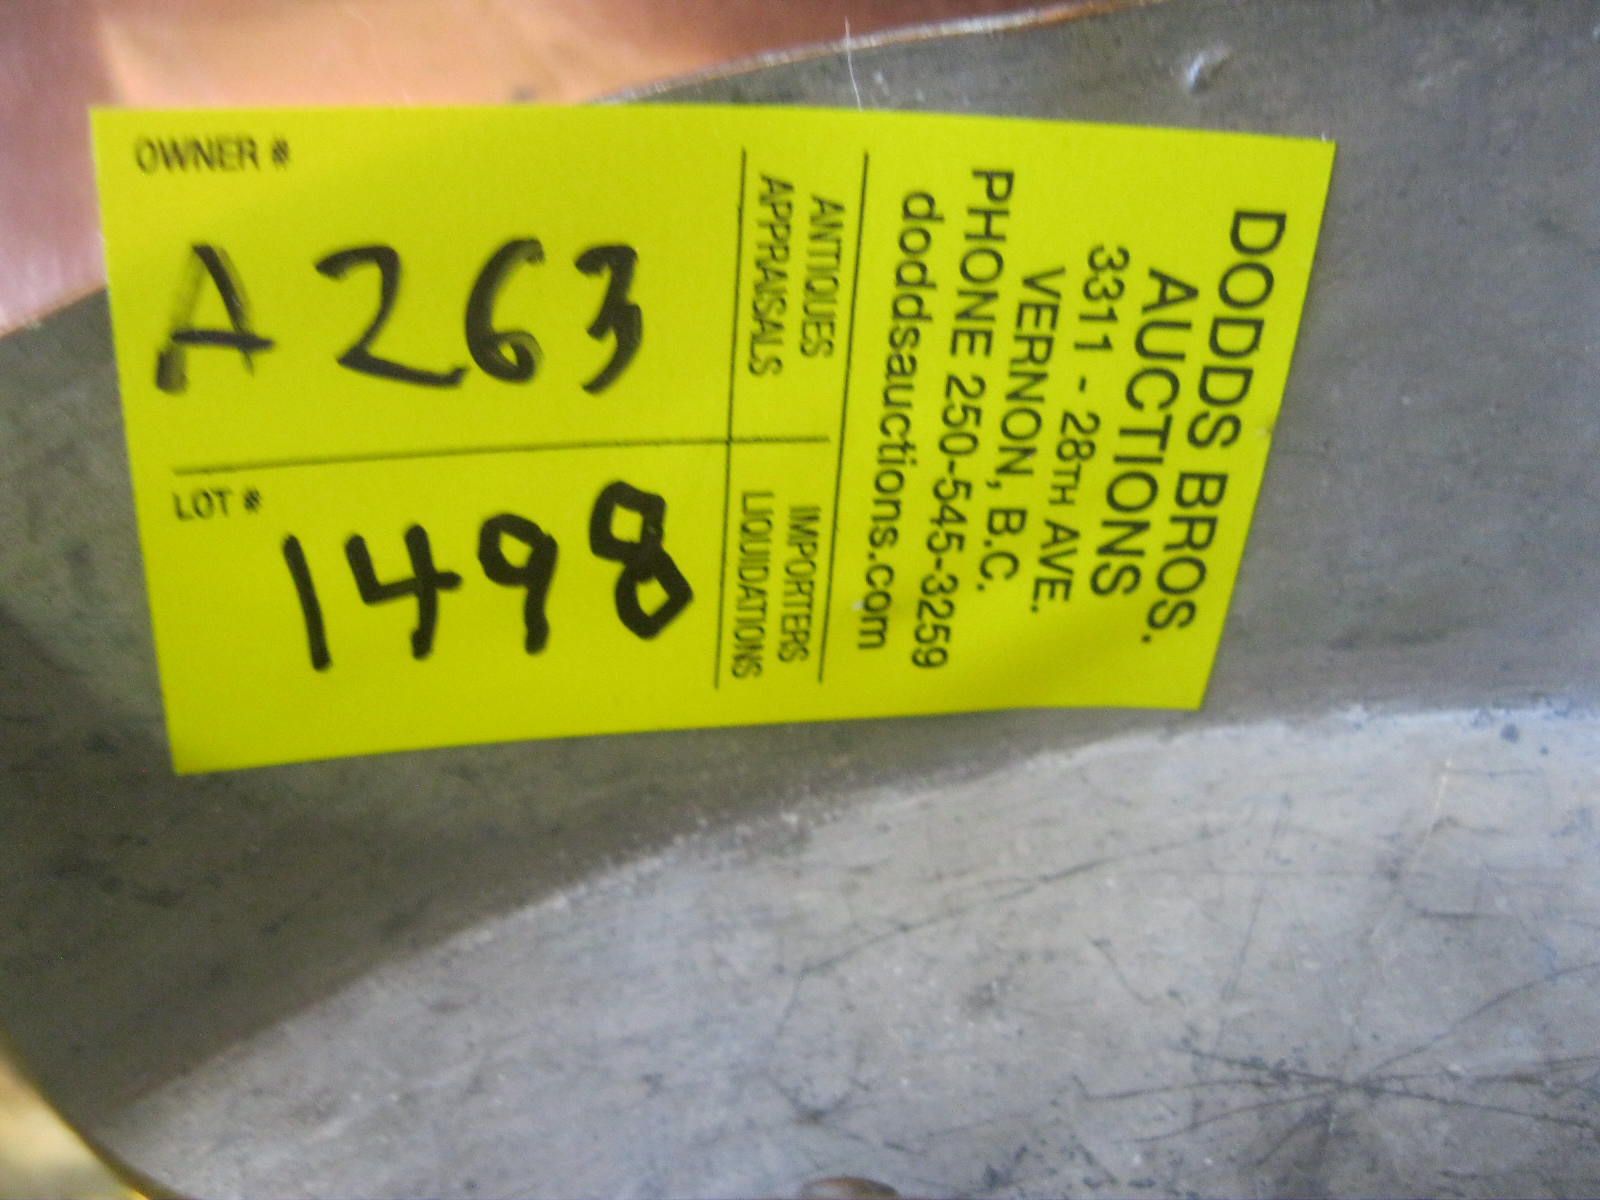 OWNER #
A263
LOT #
1498
ANTIQUES
APPRAISALS
IMPORTERS
LIQUIDATIONS
DODDS BROS.
AUCTIONS
3311 - 28TH AVE.
VERNON, B.C.
PHONE 250-545-3259
doddsauctions.com